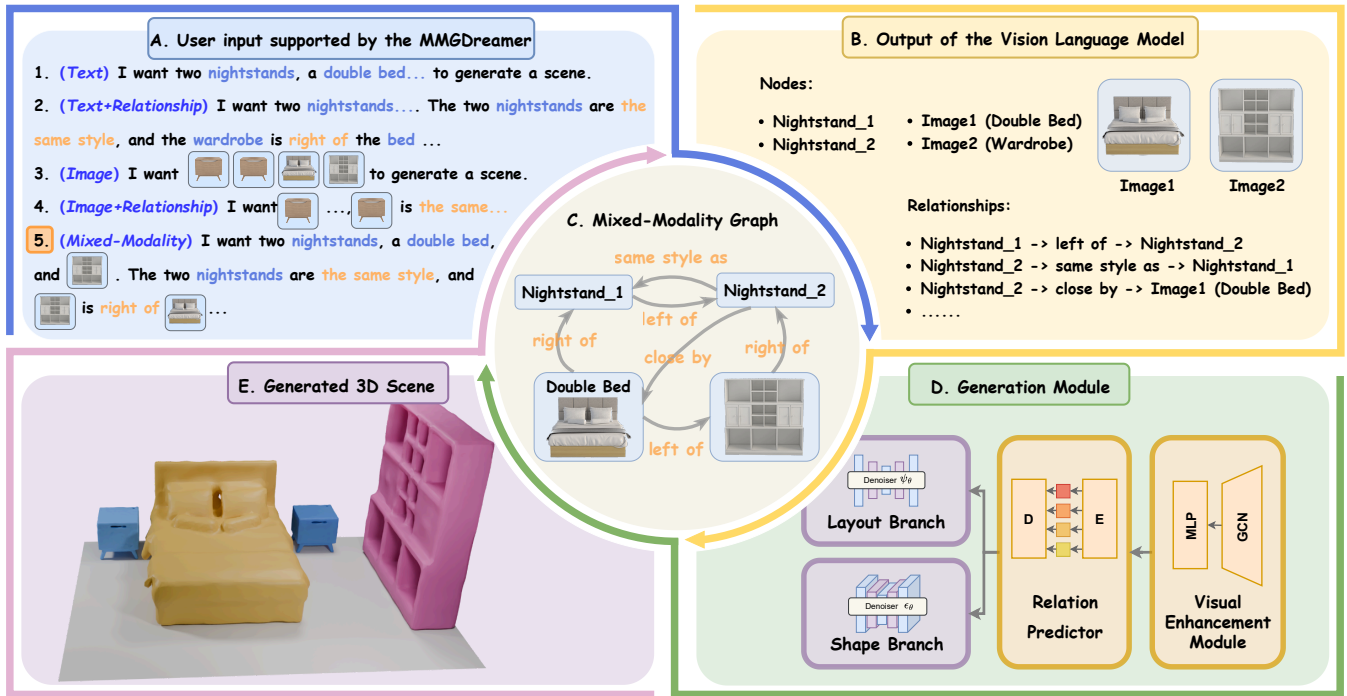 A. User input supported by the MMGDreamer
1. (Text) I want two nightstands, a double bed... to generate a scene.
2. (Text+Relationship) I want two nightstands.... The two nightstands are the
same style, and the wardrobe is right of the bed ...
3. (Image) I want to generate a scene.
4. (Image+Relationship) I want ..., is the same...
5. (Mixed-Modality) I want two nightstands, a double bed,
and . The two nightstands are the same style, and
is right of ...
B. Output of the Vision Language Model
Nodes:
• Nightstand_1
• Nightstand_2
• Image1 (Double Bed)
• Image2 (Wardrobe)
Image1
Image2
Relationships:
• Nightstand_1 -> left of -> Nightstand_2
• Nightstand_2 -> same style as -> Nightstand_1
• Nightstand_2 -> close by -> Image1 (Double Bed)
• ......
C. Mixed-Modality Graph
same style as
Nightstand_1
Nightstand_2
left of
right of
close by
right of
Double Bed
left of
D. Generation Module
Denoiser ψθ
Layout Branch
Denoiser ϵθ
Shape Branch
D
E
Relation
Predictor
MLP
GCN
Visual
Enhancement
Module
E. Generated 3D Scene